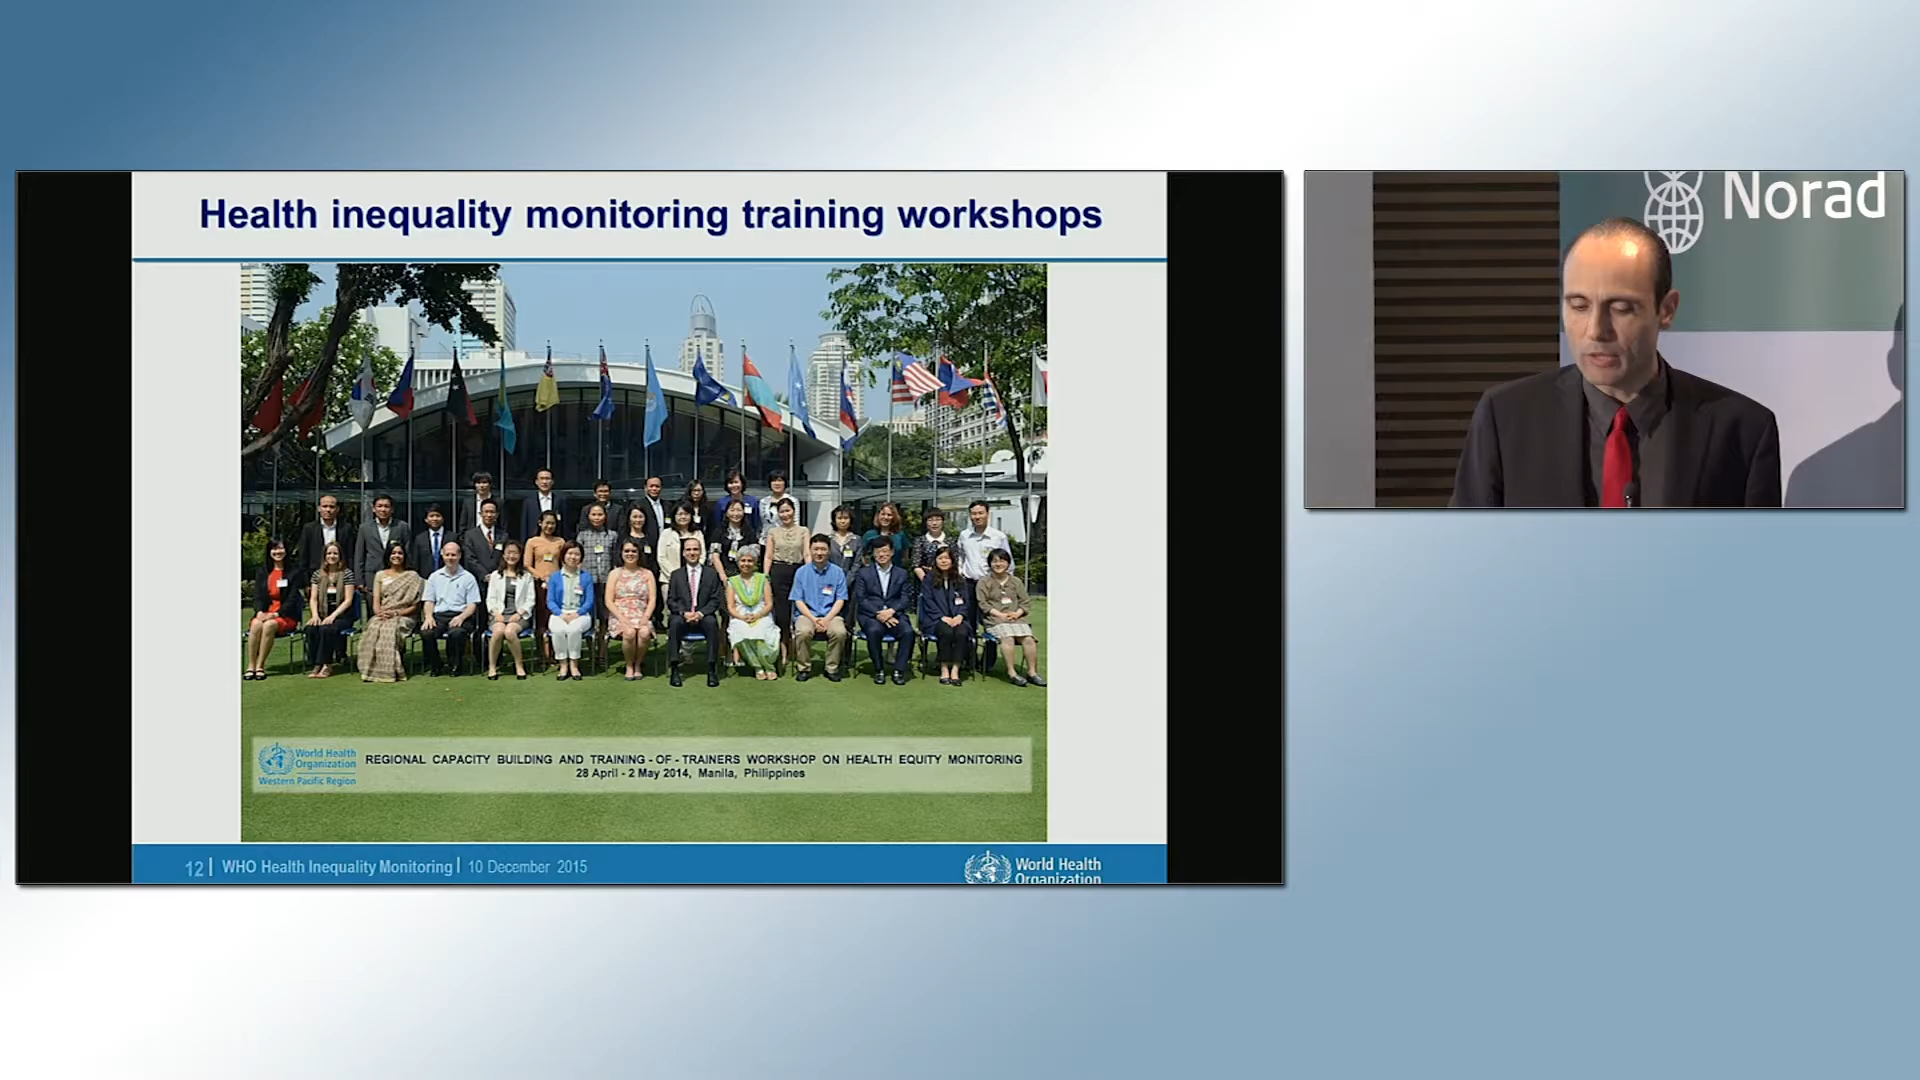 Health inequality monitoring training workshops
World Health
Organization
Western Pacific Region
REGIONAL CAPACITY BUILDING AND TRAINING - OF - TRAINERS WORKSHOP ON HEALTH EQUITY MONITORING
28 April - 2 May 2014, Manila, Philippines
12 | WHO Health Inequality Monitoring | 10 December 2015
World Health
Organization
Norad